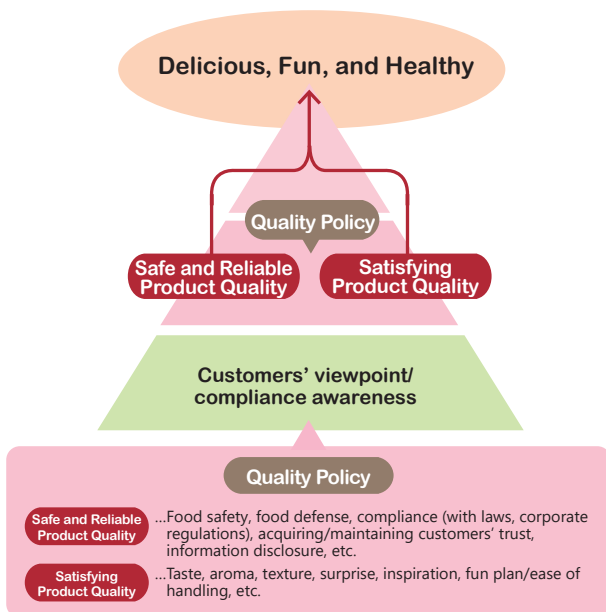 Delicious, Fun, and Healthy
Quality Policy
Safe and Reliable
Product Quality
Satisfying
Product Quality
Customers’ viewpoint/
compliance awareness
Quality Policy
Safe and Reliable
Product Quality
...Food safety, food defense, compliance (with laws, corporate
regulations), acquiring/maintaining customers’ trust,
information disclosure, etc.
Satisfying
Product Quality
...Taste, aroma, texture, surprise, inspiration, fun plan/ease of
handling, etc.